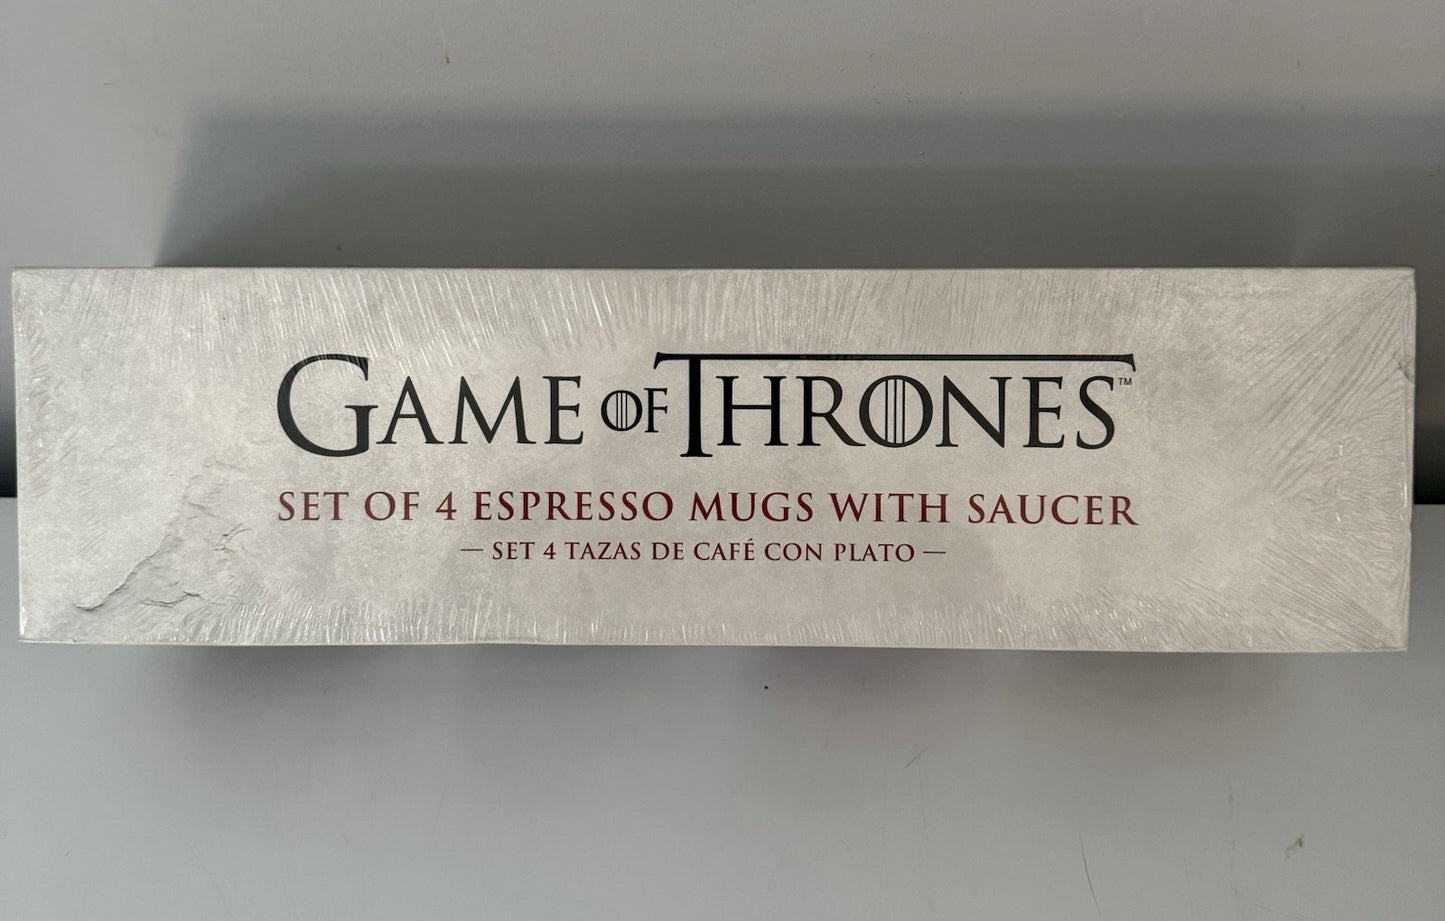 GAME OF THRONES™
SET OF 4 ESPRESSO MUGS WITH SAUCER
— SET 4 TAZAS DE CAFÉ CON PLATO —